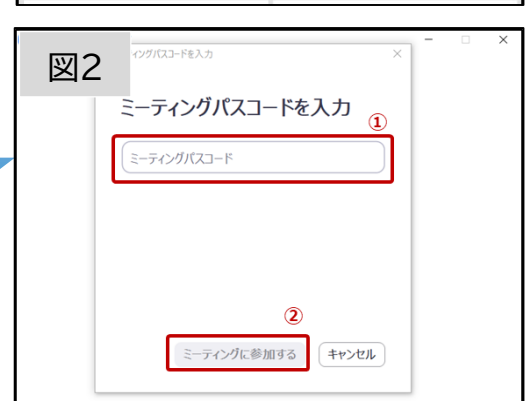 図2
ィングパスコードを入力
ミーティングパスコードを入力
①
ミーティングパスコード
②
ミーティングに参加する
キャンセル